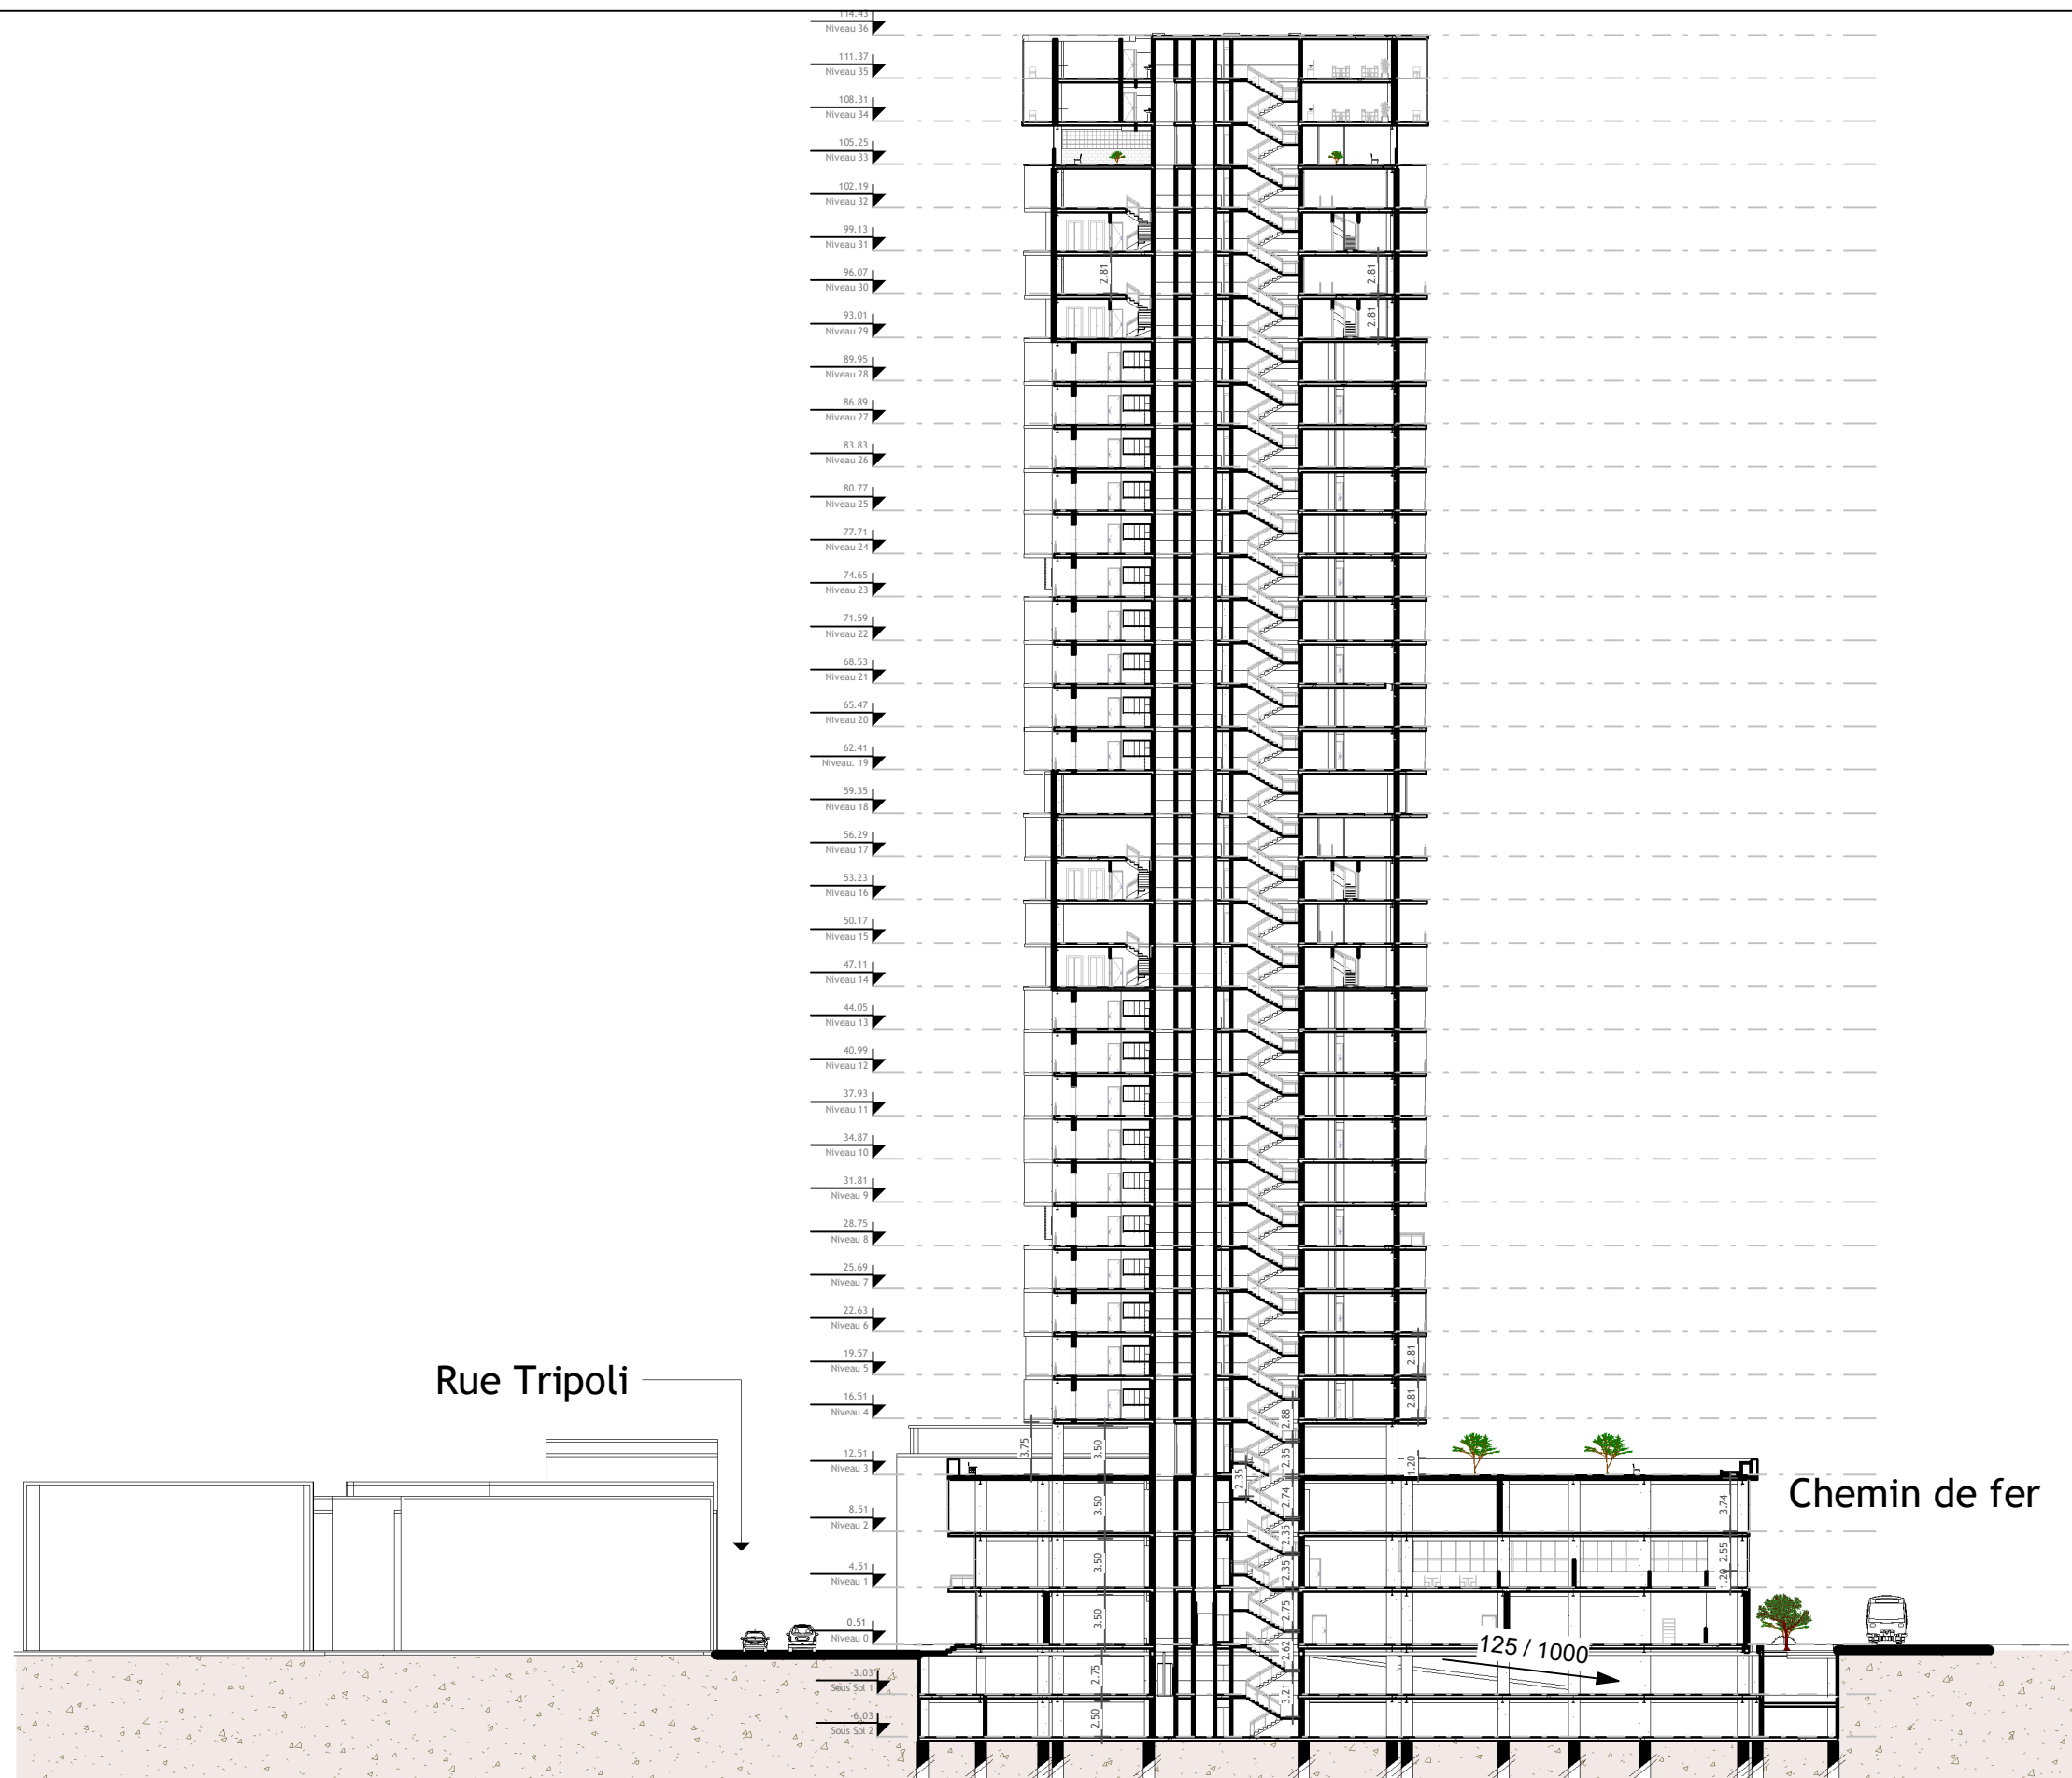 114.43
Niveau 36
111.37
Niveau 35
108.31
Niveau 34
105.25
Niveau 33
102.19
Niveau 32
99.13
Niveau 31
96.07
Niveau 30
2.81
2.81
93.01
Niveau 29
2.81
89.95
Niveau 28
86.89
Niveau 27
83.83
Niveau 26
80.77
Niveau 25
77.71
Niveau 24
74.65
Niveau 23
71.59
Niveau 22
68.53
Niveau 21
65.47
Niveau 20
62.41
Niveau. 19
59.35
Niveau 18
56.29
Niveau 17
53.23
Niveau 16
50.17
Niveau 15
47.11
Niveau 14
44.05
Niveau 13
40.99
Niveau 12
37.93
Niveau 11
34.87
Niveau 10
31.81
Niveau 9
28.75
Niveau 8
25.69
Niveau 7
22.63
Niveau 6
19.57
Niveau 5
2.81
Rue Tripoli
16.51
Niveau 4
2.81
2.88
3.75
3.50
12.51
Niveau 3
2.35
1.20
2.35
2.74
Chemin de fer
8.51
Niveau 2
3.50
3.74
2.35
4.51
Niveau 1
3.50
2.35
2.55
1.20
0.51
Niveau 0
3.50
2.75
2.62
125 / 1000
-3.03
Sous Sol 1
2.75
3.21
-6.03
Sous Sol 2
2.50